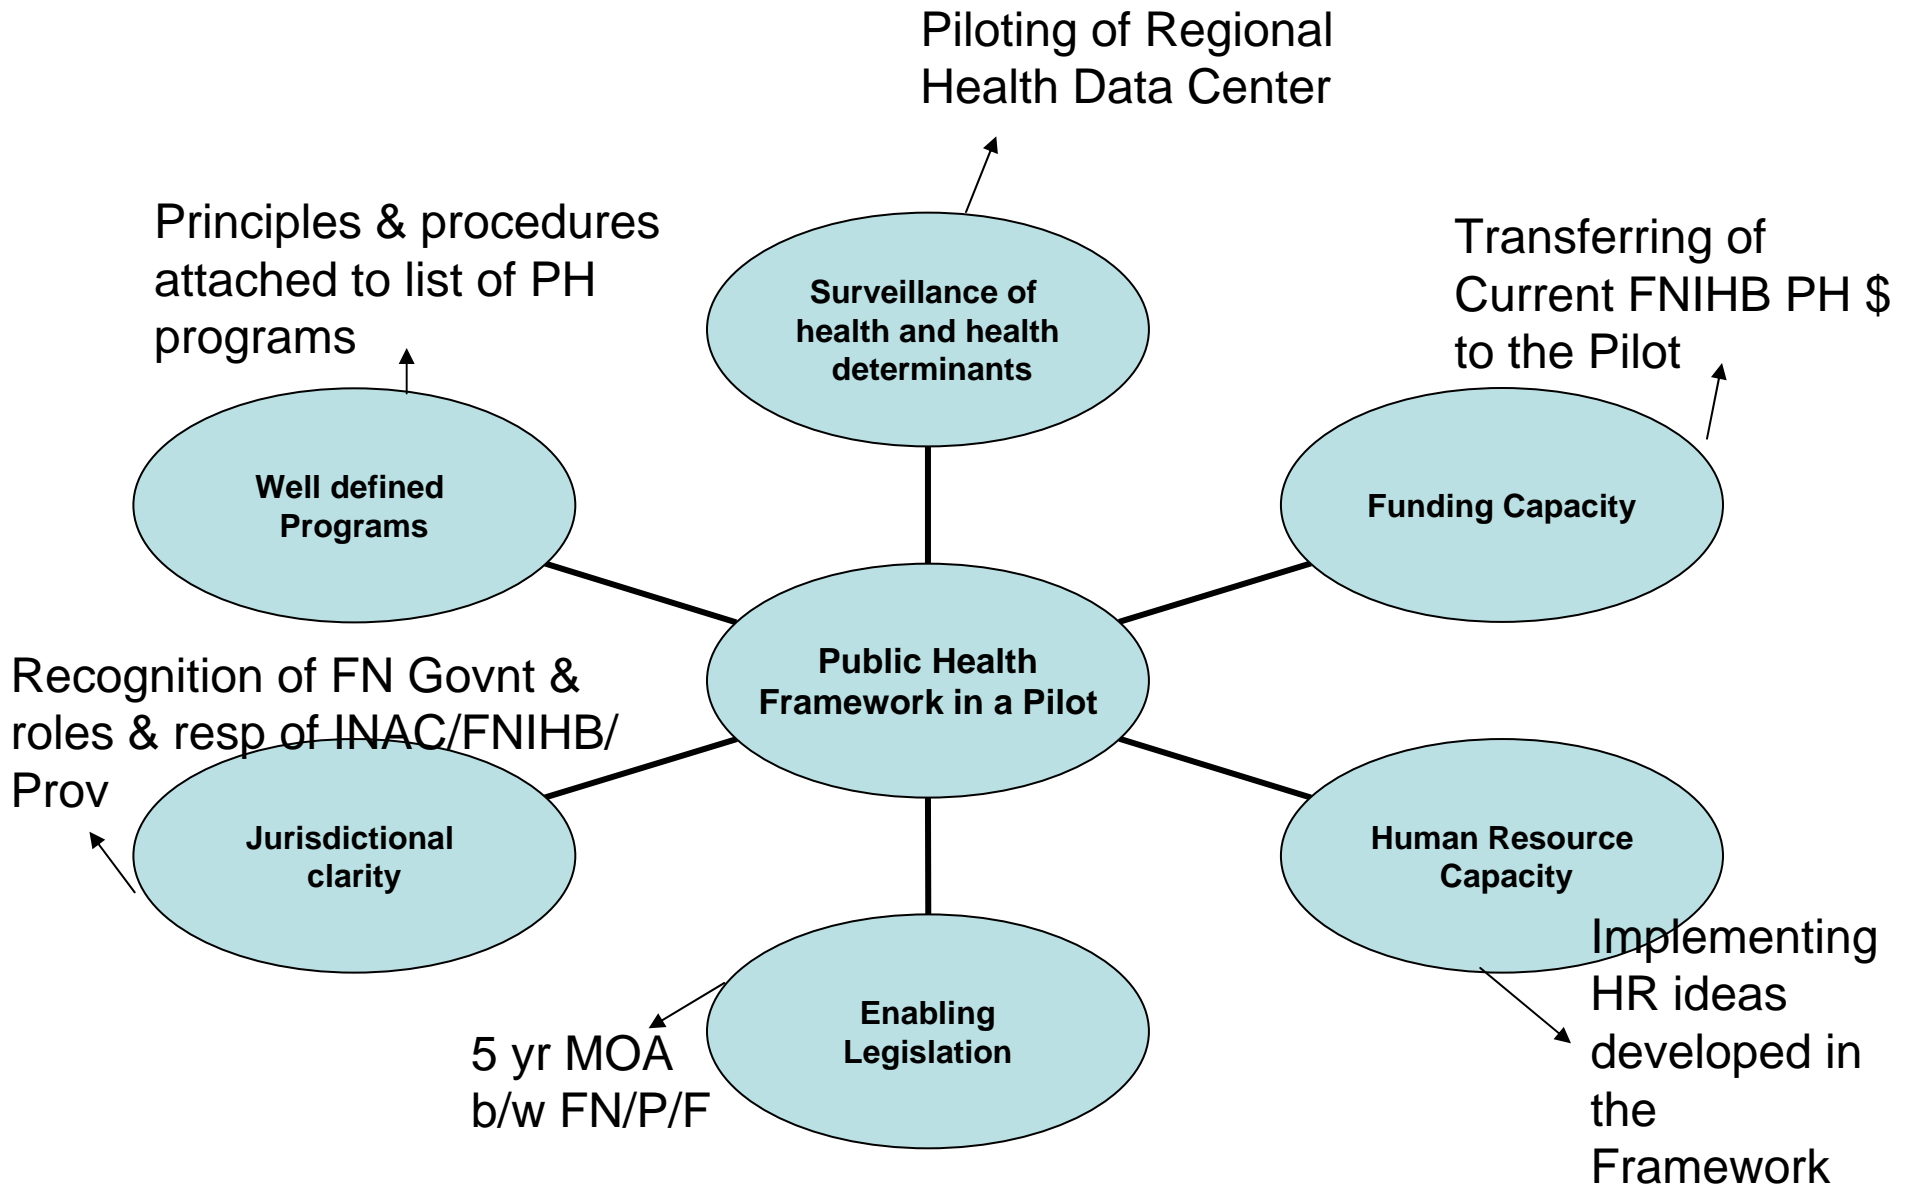 Piloting of Regional
Health Data Center
Principles & procedures
attached to list of PH
programs
Transferring of
Current FNIHB PH $
to the Pilot
Surveillance of
health and health
determinants
Well defined
Programs
Funding Capacity
Public Health
Framework in a Pilot
Recognition of FN Govnt &
roles & resp of INAC/FNIHB/
Prov
Jurisdictional
clarity
Human Resource
Capacity
Enabling
Legislation
5 yr MOA
b/w FN/P/F
Implementing
HR ideas
developed in
the
Framework